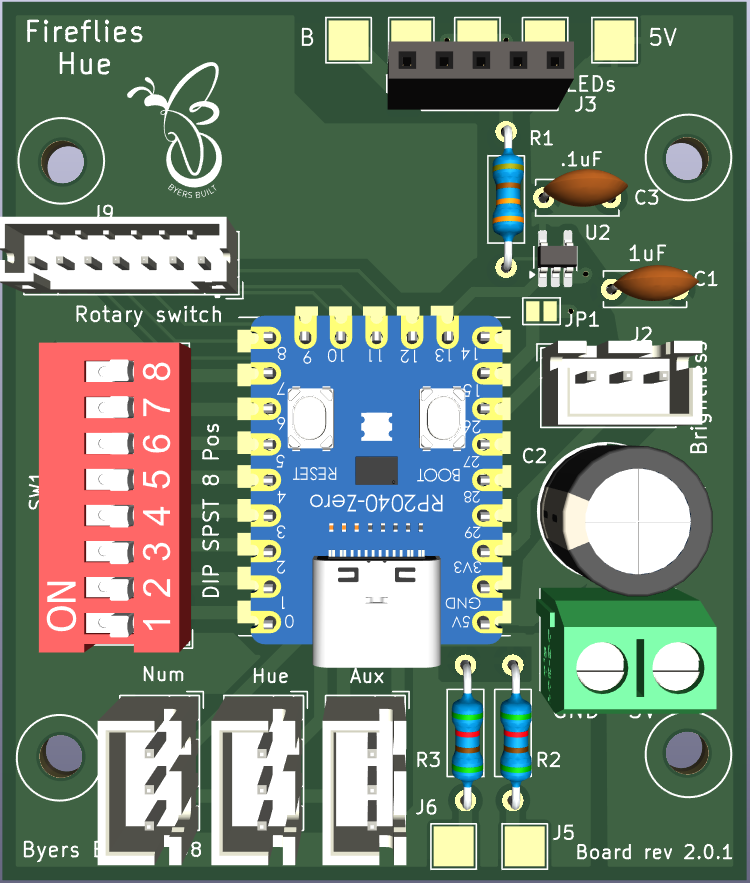 Fireflies
Hue
B
5V
LEDs
J3
R1
.1uF
C3
BYERS BUILT
J9
U2
1uF
C1
Rotary switch
JP1
J2
Brightness
8
7
6
5
4
3
2
1
ON
SW1
DIP SPST 8 Pos
8
9
10
11
12
13
14
7
15
6
26
5
27
4
28
3
29
2
3V3
1
GND
0
5V
RESET
BOOT
RP2040-Zero
C2
GND
5V
Num
Hue
Aux
R3
R2
J6
J5
Byers
8
Board rev 2.0.1